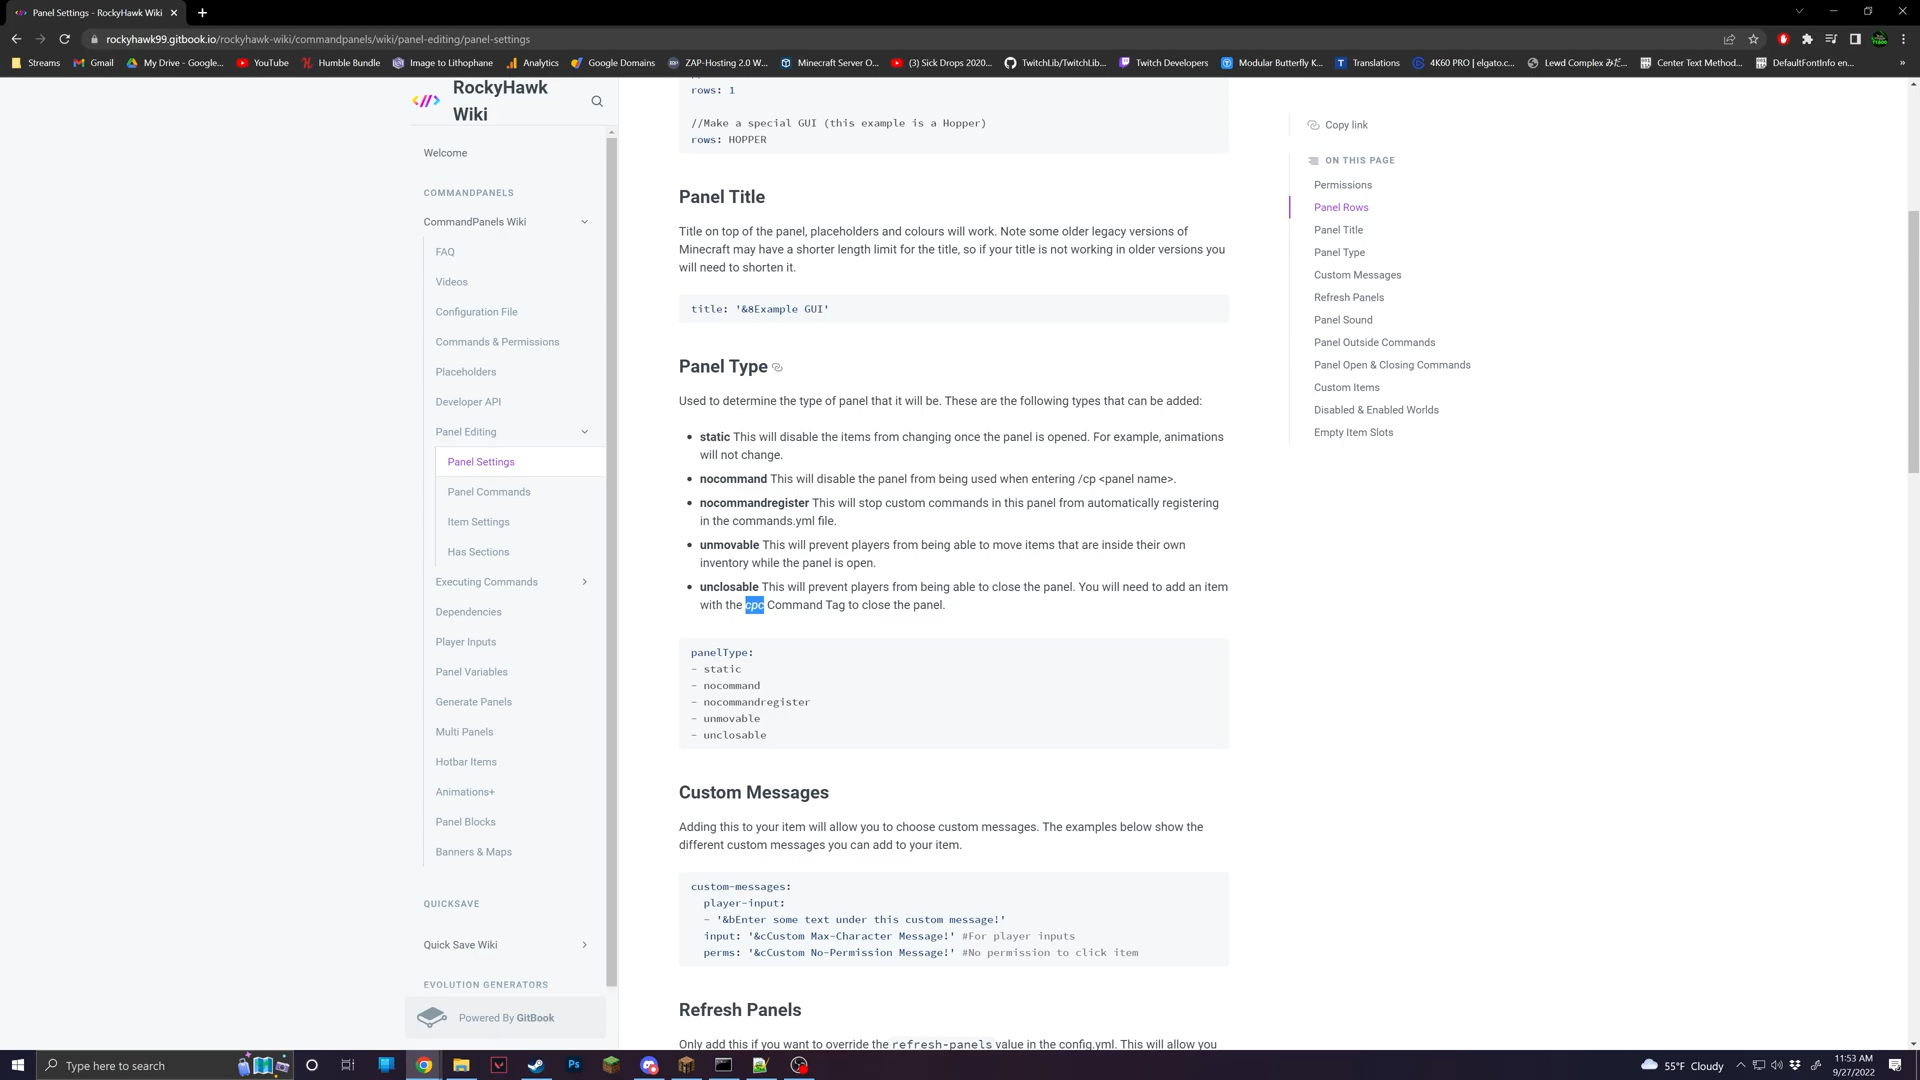 Panel Settings - RockyHawk Wiki
rockyhawk99.gitbook.io/rockyhawk-wiki/commandpanels/wiki/panel-editing/panel-settings
Streams
Gmail
My Drive - Google...
YouTube
Humble Bundle
Image to Lithophane
Analytics
Google Domains
ZAP-Hosting 2.0 W...
Minecraft Server O...
(3) Sick Drops 2020...
TwitchLib/TwitchLib...
Twitch Developers
Modular Butterfly K...
Translations
4K60 PRO | elgato.c...
Lewd Complex みだ...
Center Text Method...
DefaultFontInfo en...
»
RockyHawk
Wiki
Welcome
COMMANDPANELS
CommandPanels Wiki
FAQ
Videos
Configuration File
Commands & Permissions
Placeholders
Developer API
Panel Editing
Panel Settings
Panel Commands
Item Settings
Has Sections
Executing Commands
Dependencies
Player Inputs
Panel Variables
Generate Panels
Multi Panels
Hotbar Items
Animations+
Panel Blocks
Banners & Maps
QUICKSAVE
Quick Save Wiki
EVOLUTION GENERATORS
Powered By GitBook
rows: 1
//Make a special GUI (this example is a Hopper)
rows: HOPPER
Panel Title
Title on top of the panel, placeholders and colours will work. Note some older legacy versions of
Minecraft may have a shorter length limit for the title, so if your title is not working in older versions you
will need to shorten it.
title: '&8Example GUI'
Panel Type
Used to determine the type of panel that it will be. These are the following types that can be added:
• static This will disable the items from changing once the panel is opened. For example, animations
will not change.
• nocommand This will disable the panel from being used when entering /cp <panel name>.
• nocommandregister This will stop custom commands in this panel from automatically registering
in the commands.yml file.
• unmovable This will prevent players from being able to move items that are inside their own
inventory while the panel is open.
• unclosable This will prevent players from being able to close the panel. You will need to add an item
with the cpc Command Tag to close the panel.
panelType:
- static
- nocommand
- nocommandregister
- unmovable
- unclosable
Custom Messages
Adding this to your item will allow you to choose custom messages. The examples below show the
different custom messages you can add to your item.
custom-messages:
player-input:
- '&bEnter some text under this custom message!'
input: '&cCustom Max-Character Message!' #For player inputs
perms: '&cCustom No-Permission Message!' #No permission to click item
Refresh Panels
Only add this if you want to override the refresh-panels value in the config.yml. This will allow you
Copy link
ON THIS PAGE
Permissions
Panel Rows
Panel Title
Panel Type
Custom Messages
Refresh Panels
Panel Sound
Panel Outside Commands
Panel Open & Closing Commands
Custom Items
Disabled & Enabled Worlds
Empty Item Slots
Type here to search
55°F Cloudy
11:53 AM
9/27/2022